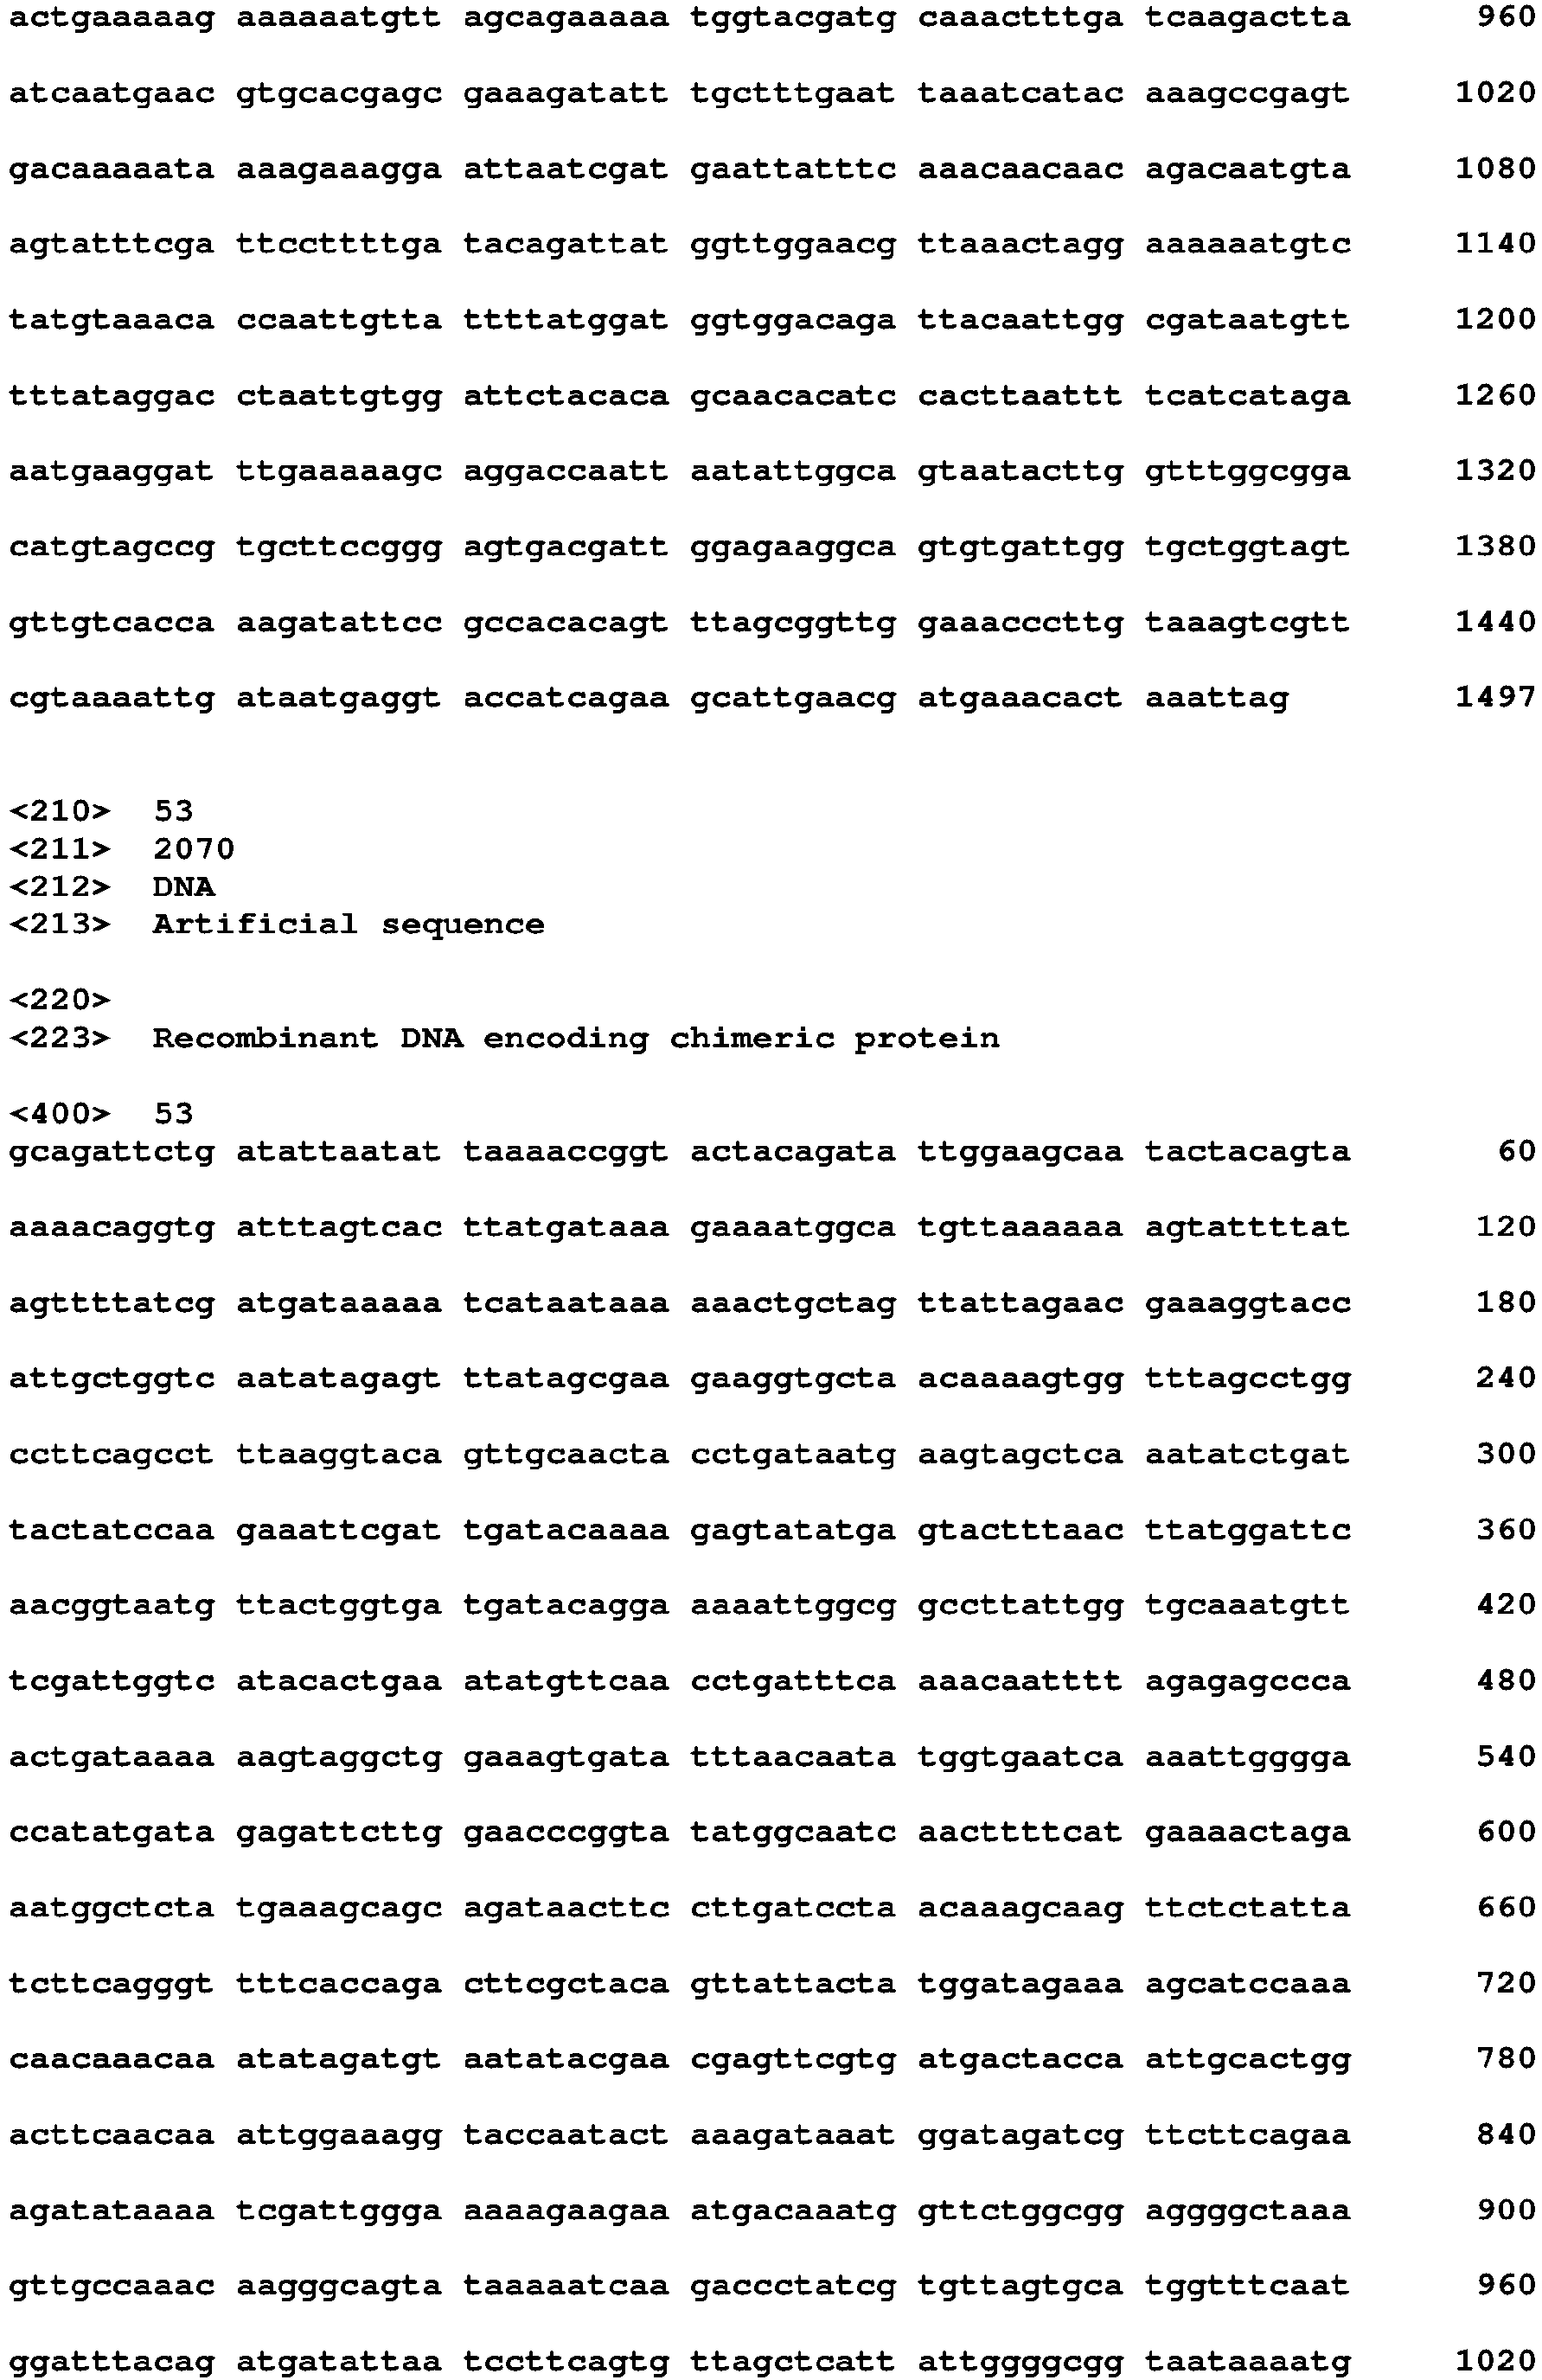 actgaaaaag aaaaaatgtt agcagaaaaa tggtacgatg caaactttga tcaagactta 960
atcaatgaac gtgcacgagc gaaagatatt tgctttgaat taaatcatac aaagccgagt 1020
gacaaaaata aaagaaagga attaatcgat gaattatttc aaacaacaac agacaatgta 1080
agtatttcga ttccttttga tacagattat ggttggaacg ttaaactagg aaaaaatgtc 1140
tatgtaaaca ccaattgtta ttttatggat ggtggacaga ttacaattgg cgataatgtt 1200
tttataggac ctaattgtgg attctacaca gcaacacatc cacttaattt tcatcataga 1260
aatgaaggat ttgaaaaagc aggaccaatt aatattggca gtaatacttg gtttggcgga 1320
catgtagccg tgcttccggg agtgacgatt ggagaaggca gtgtgattgg tgctggtagt 1380
gttgtcacca aagatattcc gccacacagt ttagcggttg gaaacccttg taaagtcgtt 1440
cgtaaaattg ataatgaggt accatcagaa gcattgaacg atgaaacact aaattag 1497
<210> 53
<211> 2070
<212> DNA
<213> Artificial sequence
<220>
<223> Recombinant DNA encoding chimeric protein
<400> 53
gcagattctg atattaatat taaaaccggt actacagata ttggaagcaa tactacagta 60
aaaacaggtg atttagtcac ttatgataaa gaaaatggca tgttaaaaaa agtattttat 120
agttttatcg atgataaaaa tcataataaa aaactgctag ttattagaac gaaaggtacc 180
attgctggtc aatatagagt ttatagcgaa gaaggtgcta acaaaagtgg tttagcctgg 240
ccttcagcct ttaaggtaca gttgcaacta cctgataatg aagtagctca aatatctgat 300
tactatccaa gaaattcgat tgatacaaaa gagtatatga gtactttaac ttatggattc 360
aacggtaatg ttactggtga tgatacagga aaaattggcg gccttattgg tgcaaatgtt 420
tcgattggtc atacactgaa atatgttcaa cctgatttca aaacaatttt agagagccca 480
actgataaaa aagtaggctg gaaagtgata tttaacaata tggtgaatca aaattgggga 540
ccatatgata gagattcttg gaacccggta tatggcaatc aacttttcat gaaaactaga 600
aatggctcta tgaaagcagc agataacttc cttgatccta acaaagcaag ttctctatta 660
tcttcagggt tttcaccaga cttcgctaca gttattacta tggatagaaa agcatccaaa 720
caacaaacaa atatagatgt aatatacgaa cgagttcgtg atgactacca attgcactgg 780
acttcaacaa attggaaagg taccaatact aaagataaat ggatagatcg ttcttcagaa 840
agatataaaa tcgattggga aaaagaagaa atgacaaatg gttctggcgg aggggctaaa 900
gttgccaaac aagggcagta taaaaatcaa gaccctatcg tgttagtgca tggtttcaat 960
ggatttacag atgatattaa tccttcagtg ttagctcatt attggggcgg taataaaatg 1020